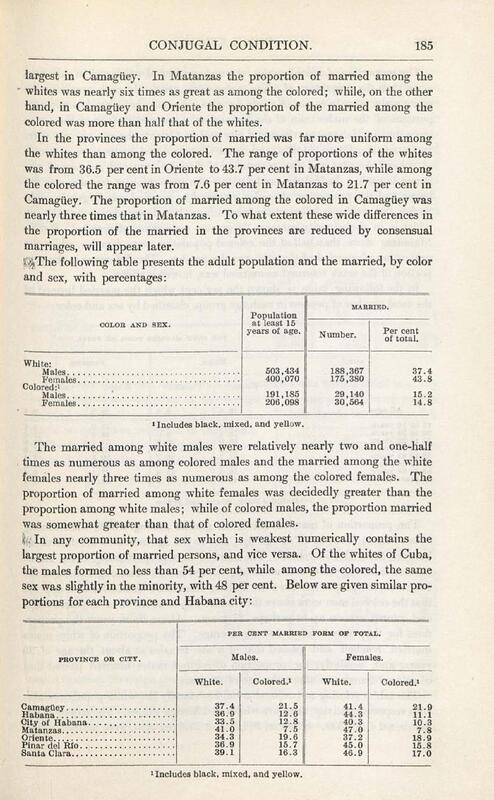 CONJUGAL CONDITION. 185
largest in Camagüey. In Matanzas the proportion of married among the
whites was nearly six times as great as among the colored; while, on the other
hand, in Camagüey and Oriente the proportion of the married among the
colored was more than half that of the whites.
In the provinces the proportion of married was far more uniform among
the whites than among the colored. The range of proportions of the whites
was from 36.5 per cent in Oriente to 43.7 per cent in Matanzas, while among
the colored the range was from 7.6 per cent in Matanzas to 21.7 per cent in
Camagüey. The proportion of married among the colored in Camagüey was
nearly three times that in Matanzas. To what extent these wide differences in
the proportion of the married in the provinces are reduced by consensual
marriages, will appear later.
The following table presents the adult population and the married, by color
and sex, with percentages:
COLOR AND SEX. Population at least 15 years of age. MARRIED.
Number. Per cent of total.
White:
Males 503,434 188,367 37.4
Females 400,070 175,380 43.8
Colored:¹
Males 191,185 29,140 15.2
Females 206,098 30,564 14.8
¹Includes black, mixed, and yellow.
The married among white males were relatively nearly two and one-half
times as numerous as among colored males and the married among the white
females nearly three times as numerous as among the colored females. The
proportion of married among white females was decidedly greater than the
proportion among white males; while of colored males, the proportion married
was somewhat greater than that of colored females.
In any community, that sex which is weakest numerically contains the
largest proportion of married persons, and vice versa. Of the whites of Cuba,
the males formed no less than 54 per cent, while among the colored, the same
sex was slightly in the minority, with 48 per cent. Below are given similar pro-
portions for each province and Habana city:
PROVINCE OR CITY. PER CENT MARRIED FORM OF TOTAL.
Males. Females.
White. Colored.¹ White. Colored.¹
Camagüey 37.4 21.5 41.4 21.9
Habana 36.9 12.6 44.3 11.1
City of Habana 33.5 12.8 40.3 10.3
Matanzas 41.0 7.5 47.0 7.8
Oriente 34.3 19.6 37.2 18.9
Pinar del Río 36.9 15.7 45.0 15.8
Santa Clara 39.1 16.3 46.9 17.0
¹Includes black, mixed, and yellow.